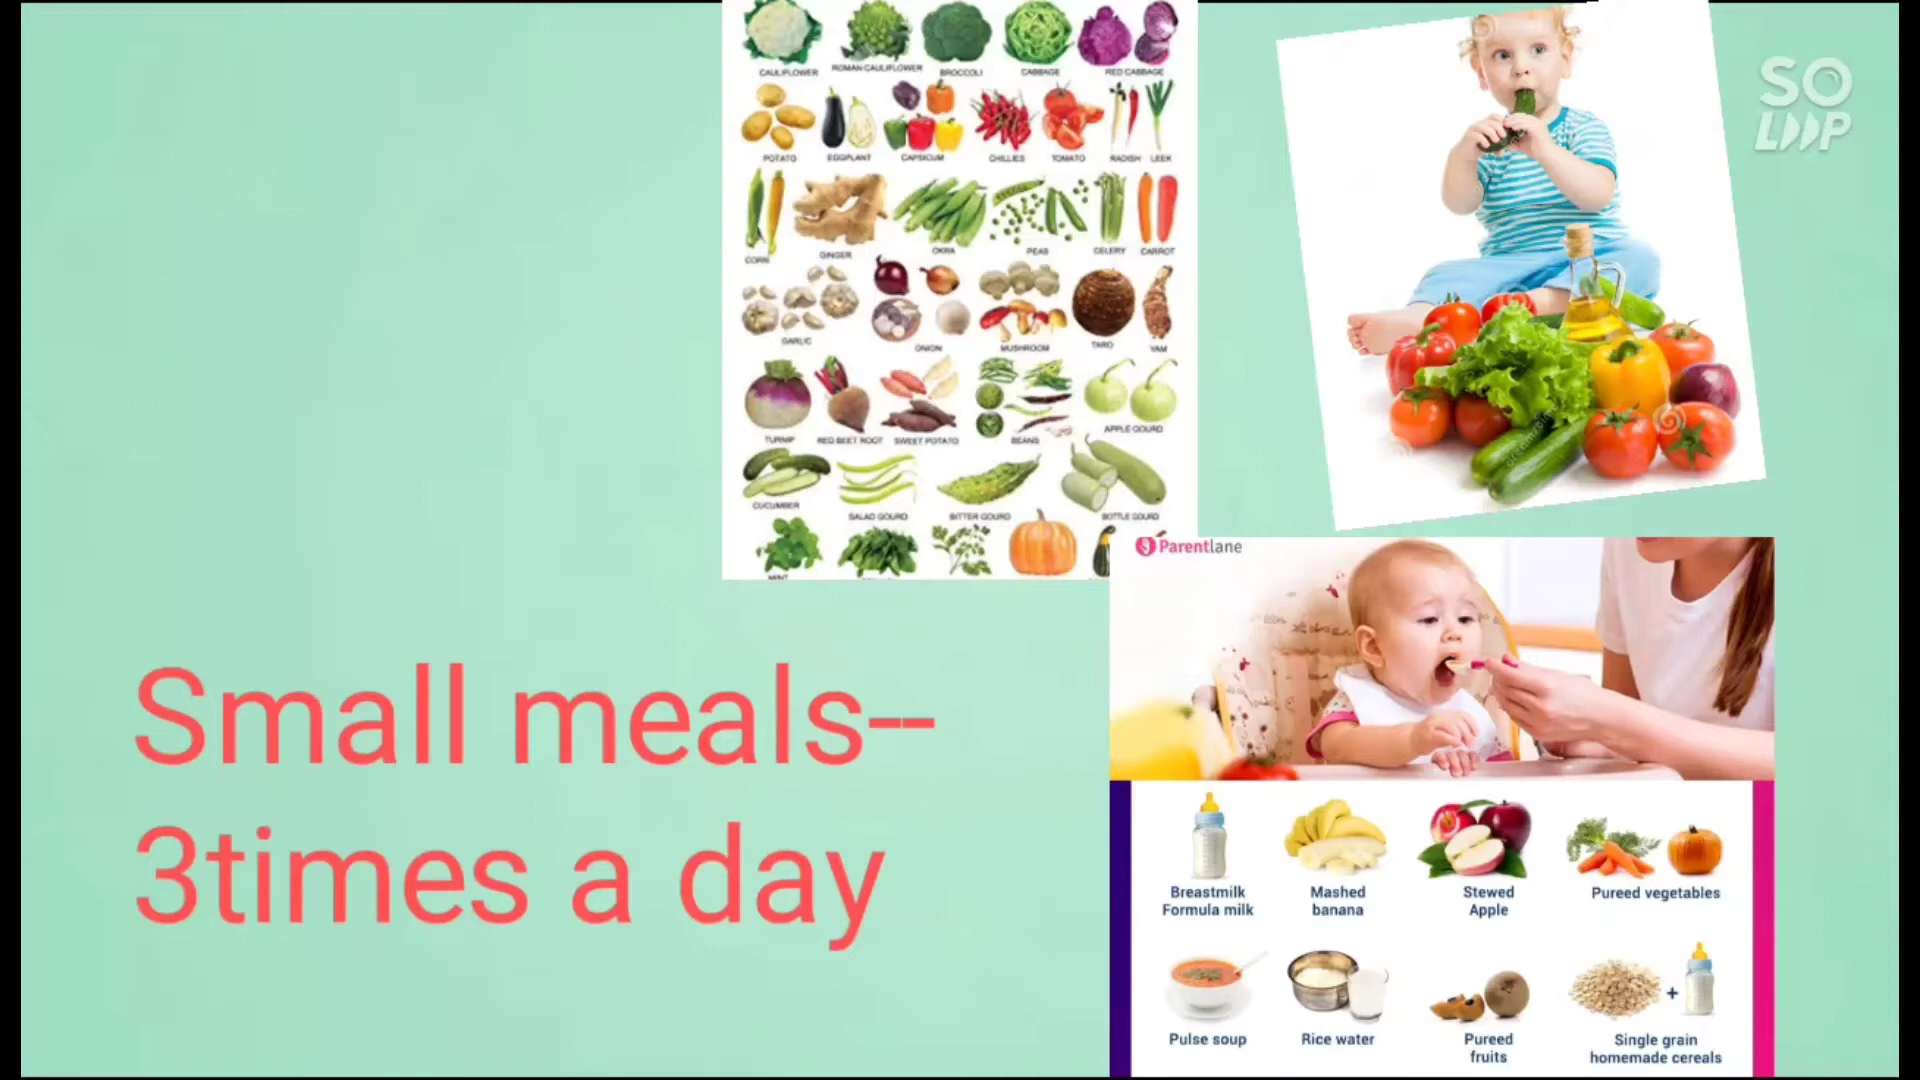 CAULIFLOWER ROMAN CAULIFLOWER BROCCOLI CABBAGE RED CABBAGE
POTATO EGGPLANT CAPSICUM CHILLIES TOMATO RADISH LEEK
CORN GINGER OKRA PEAS CELERY CARROT
GARLIC ONION MUSHROOM TARO YAM
TURNIP RED BEET ROOT SWEET POTATO BEANS APPLE GOURD
CUCUMBER SALAD GOURD BITTER GOURD BOTTLE GOURD
MINT
SO
LOOP
Parentlane
Small meals--
3times a day
Breastmilk
Formula milk
Mashed
banana
Stewed
Apple
Pureed vegetables
Pulse soup
Rice water
Pureed
fruits
+
Single grain
homemade cereals